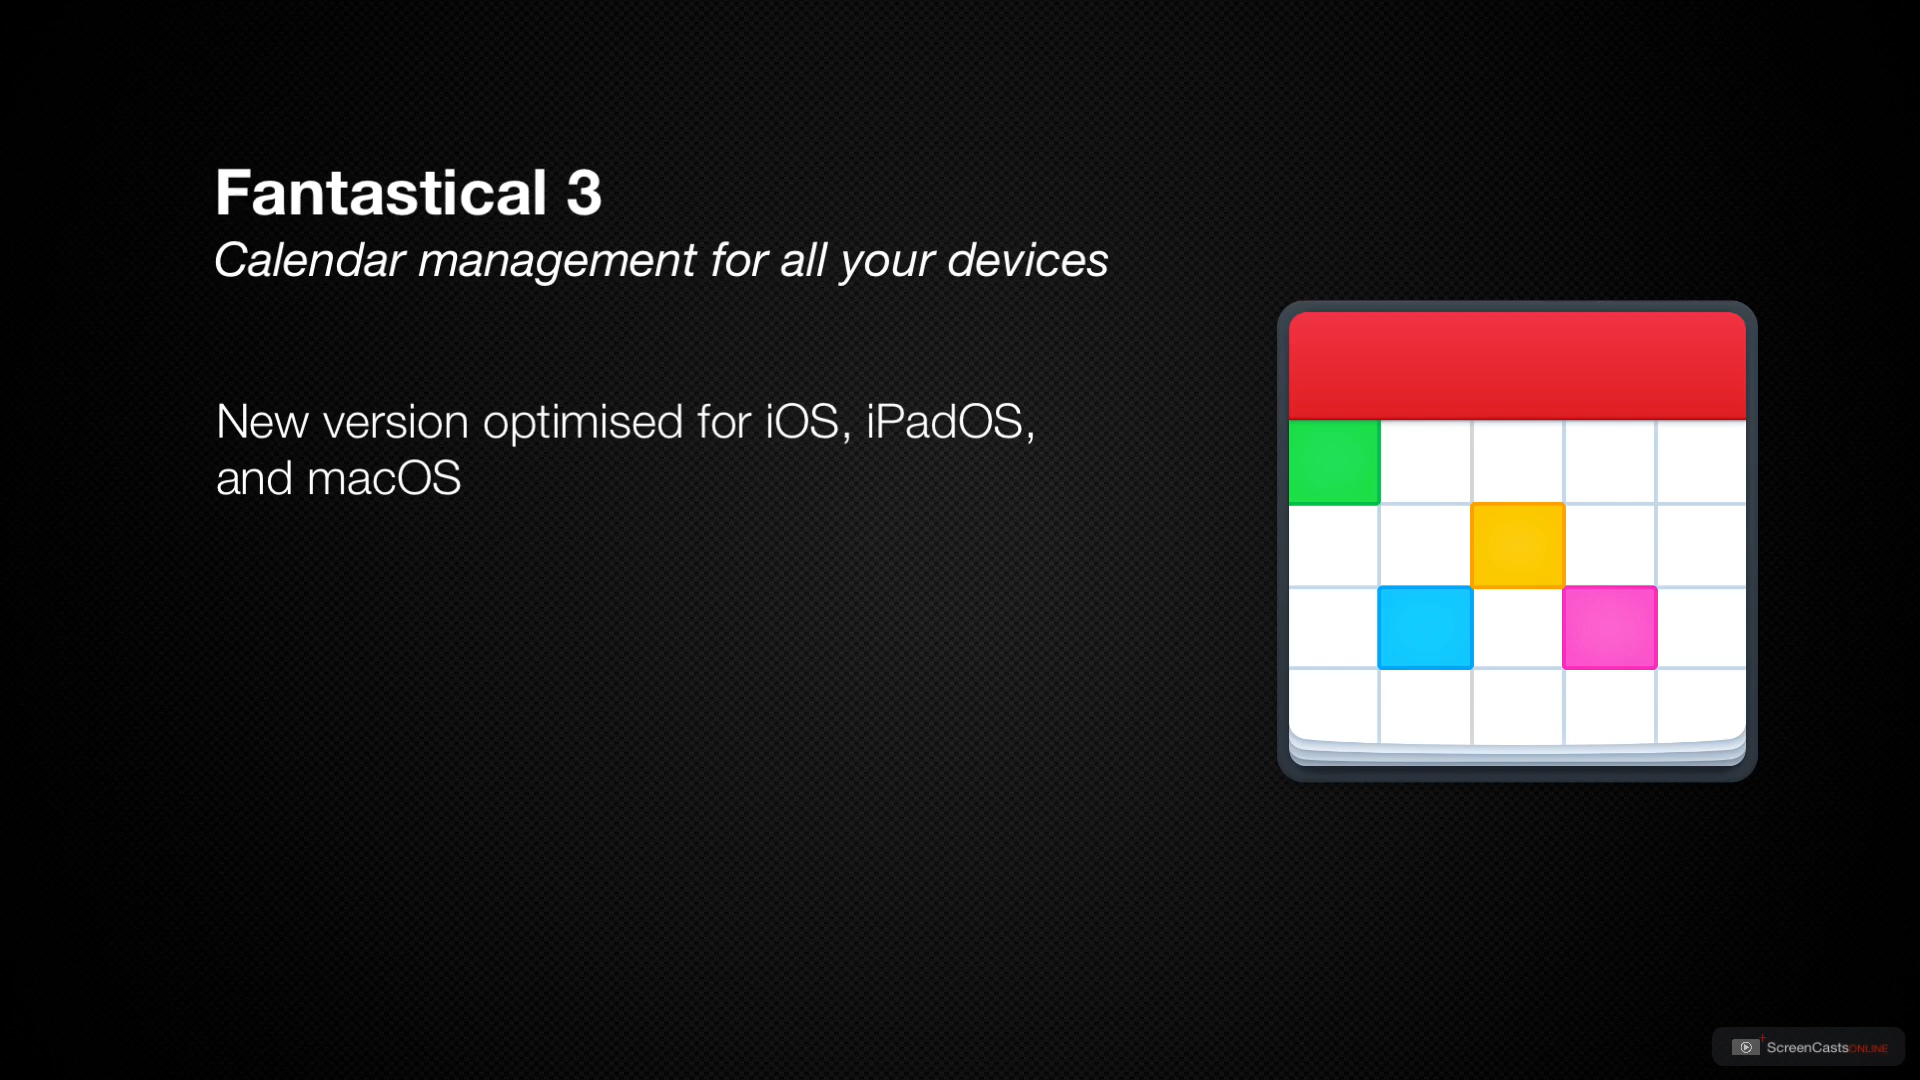 Fantastical 3
Calendar management for all your devices
New version optimised for iOS, iPadOS,
and macOS
ScreenCastsONLINE